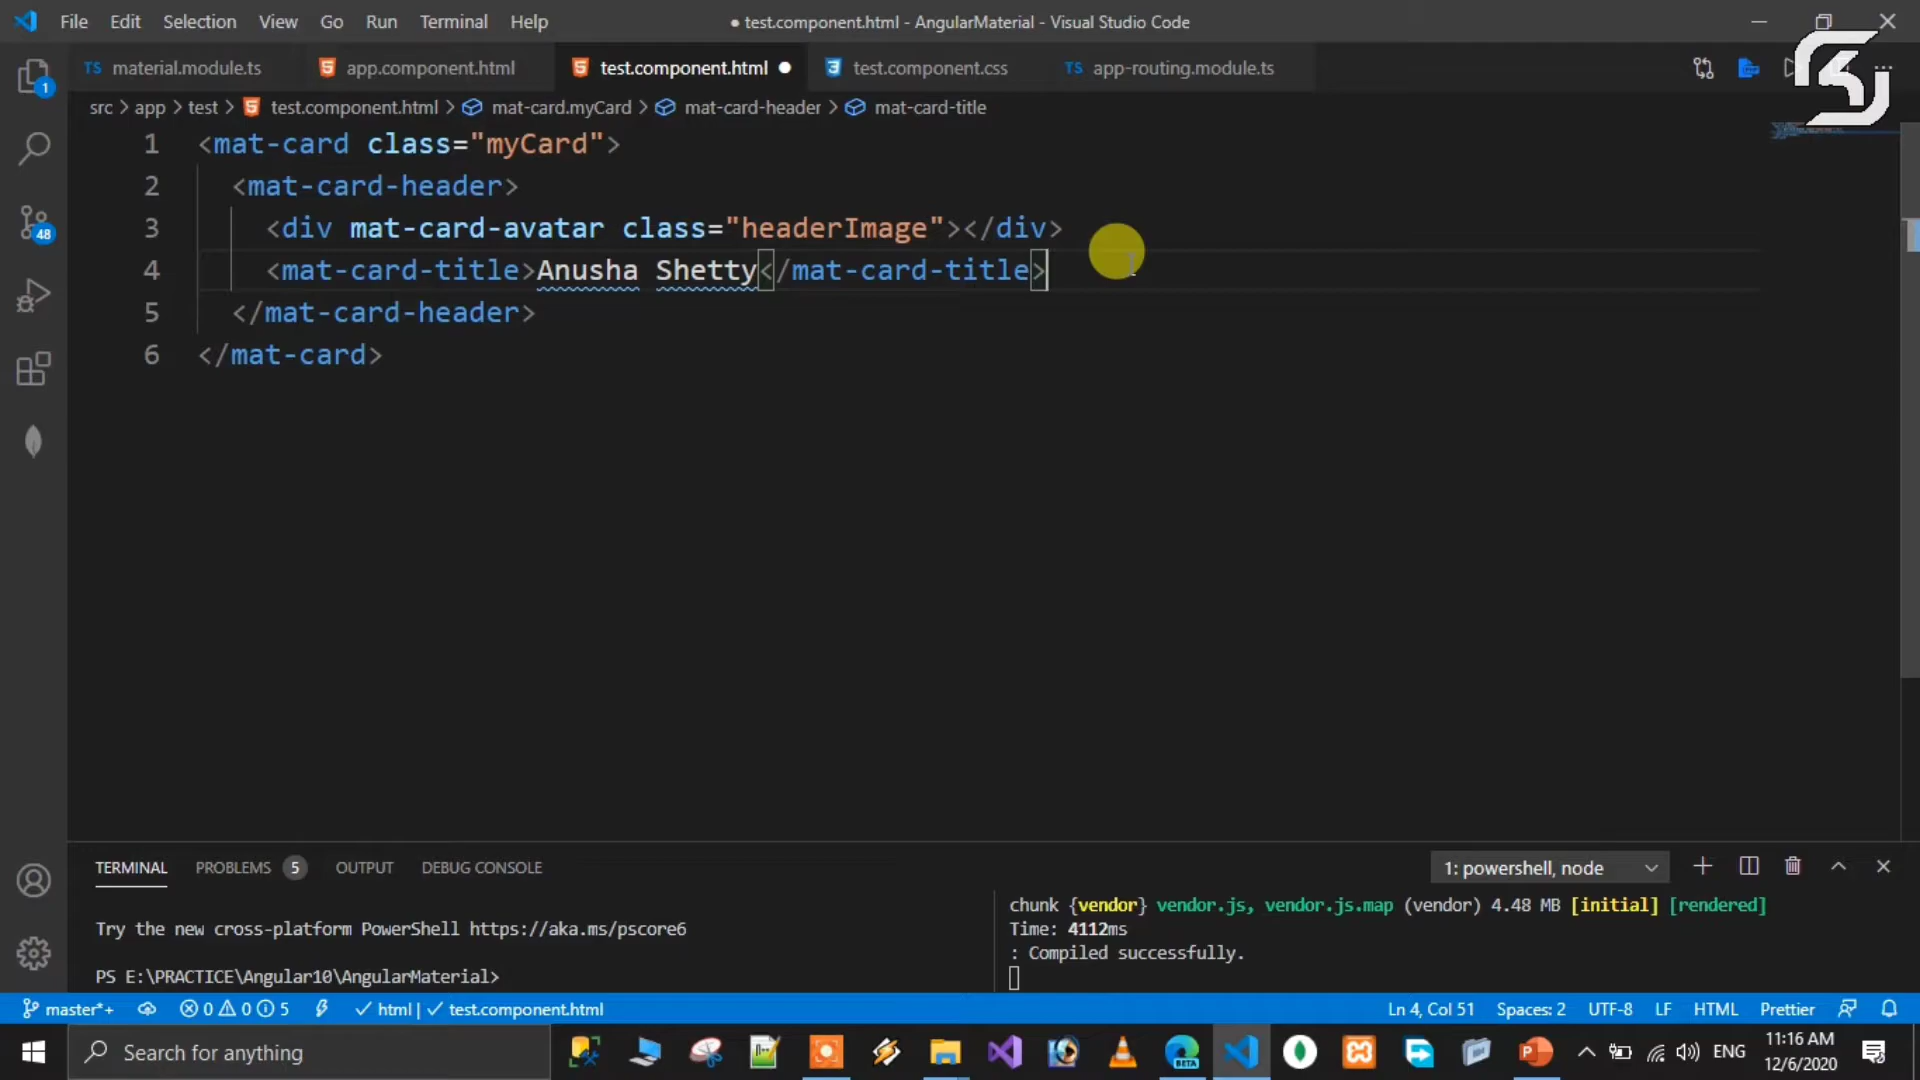 File Edit Selection View Go Run Terminal Help
● test.component.html - AngularMaterial - Visual Studio Code
TS material.module.ts app.component.html test.component.html ● test.component.css TS app-routing.module.ts
src > app > test > test.component.html > mat-card.myCard > mat-card-header > mat-card-title
1 <mat-card class="myCard">
2 <mat-card-header>
3 <div mat-card-avatar class="headerImage"></div>
4 <mat-card-title>Anusha Shetty</mat-card-title>
5 </mat-card-header>
6 </mat-card>
1
48
TERMINAL PROBLEMS 5 OUTPUT DEBUG CONSOLE 1: powershell, node
Try the new cross-platform PowerShell https://aka.ms/pscore6
PS E:\PRACTICE\Angular10\AngularMaterial>
chunk {vendor} vendor.js, vendor.js.map (vendor) 4.48 MB [initial] [rendered]
Time: 4112ms
: Compiled successfully.
master*+ 0 0 5 html | test.component.html Ln 4, Col 51 Spaces: 2 UTF-8 LF HTML Prettier
Search for anything
BETA
ENG
11:16 AM
12/6/2020